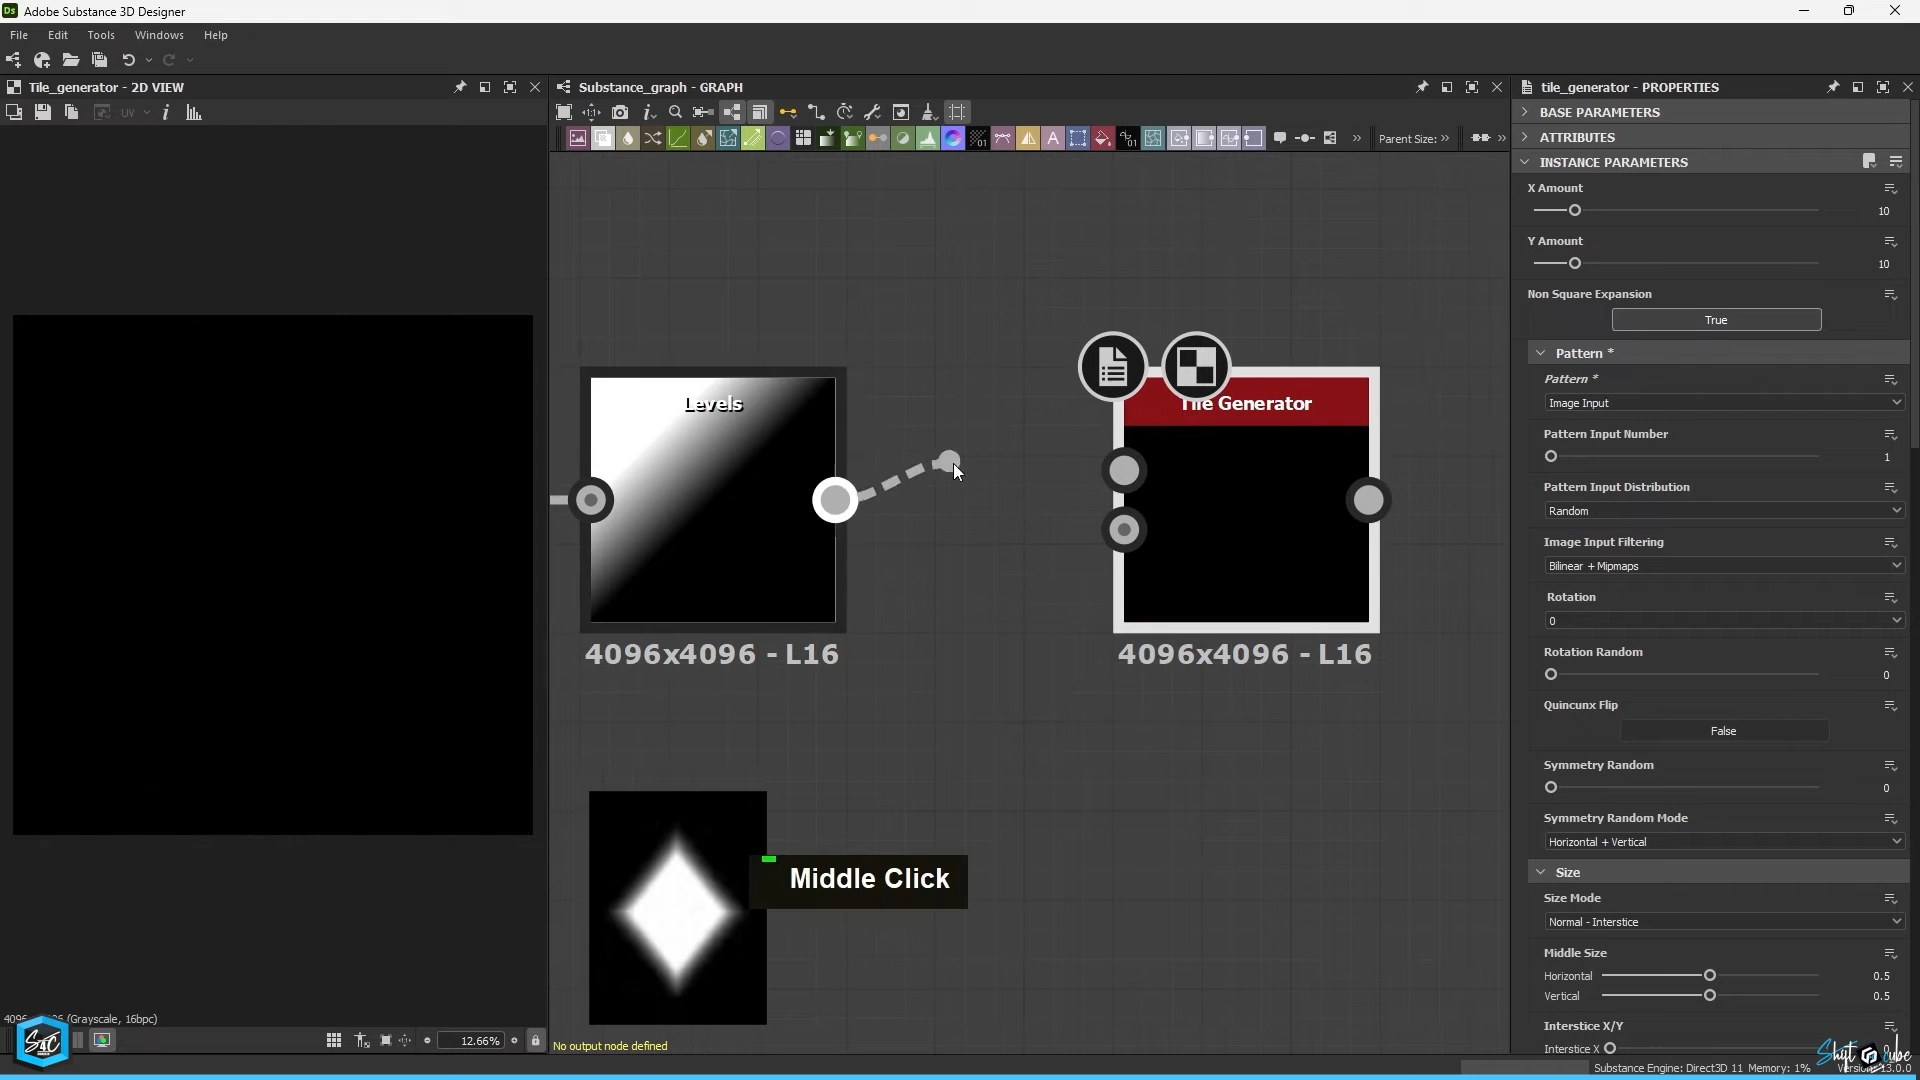 Ds Adobe Substance 3D Designer
File Edit Tools Windows Help
Tile_generator - 2D VIEW
UV
Substance_graph - GRAPH
Parent Size:
tile_generator - PROPERTIES
BASE PARAMETERS
ATTRIBUTES
INSTANCE PARAMETERS
X Amount
10
Y Amount
10
Non Square Expansion
True
Pattern *
Pattern *
Image Input
Pattern Input Number
1
Pattern Input Distribution
Random
Image Input Filtering
Bilinear + Mipmaps
Rotation
0
Rotation Random
0
Quincunx Flip
False
Symmetry Random
0
Symmetry Random Mode
Horizontal + Vertical
Size
Size Mode
Normal - Interstice
Middle Size
Horizontal 0.5
Vertical 0.5
Interstice X/Y
Interstice X
Levels
4096x4096 - L16
Tile Generator
4096x4096 - L16
Middle Click
(Grayscale, 16bpc)
12.66%
No output node defined
Substance Engine: Direct3D 11 Memory: 1%